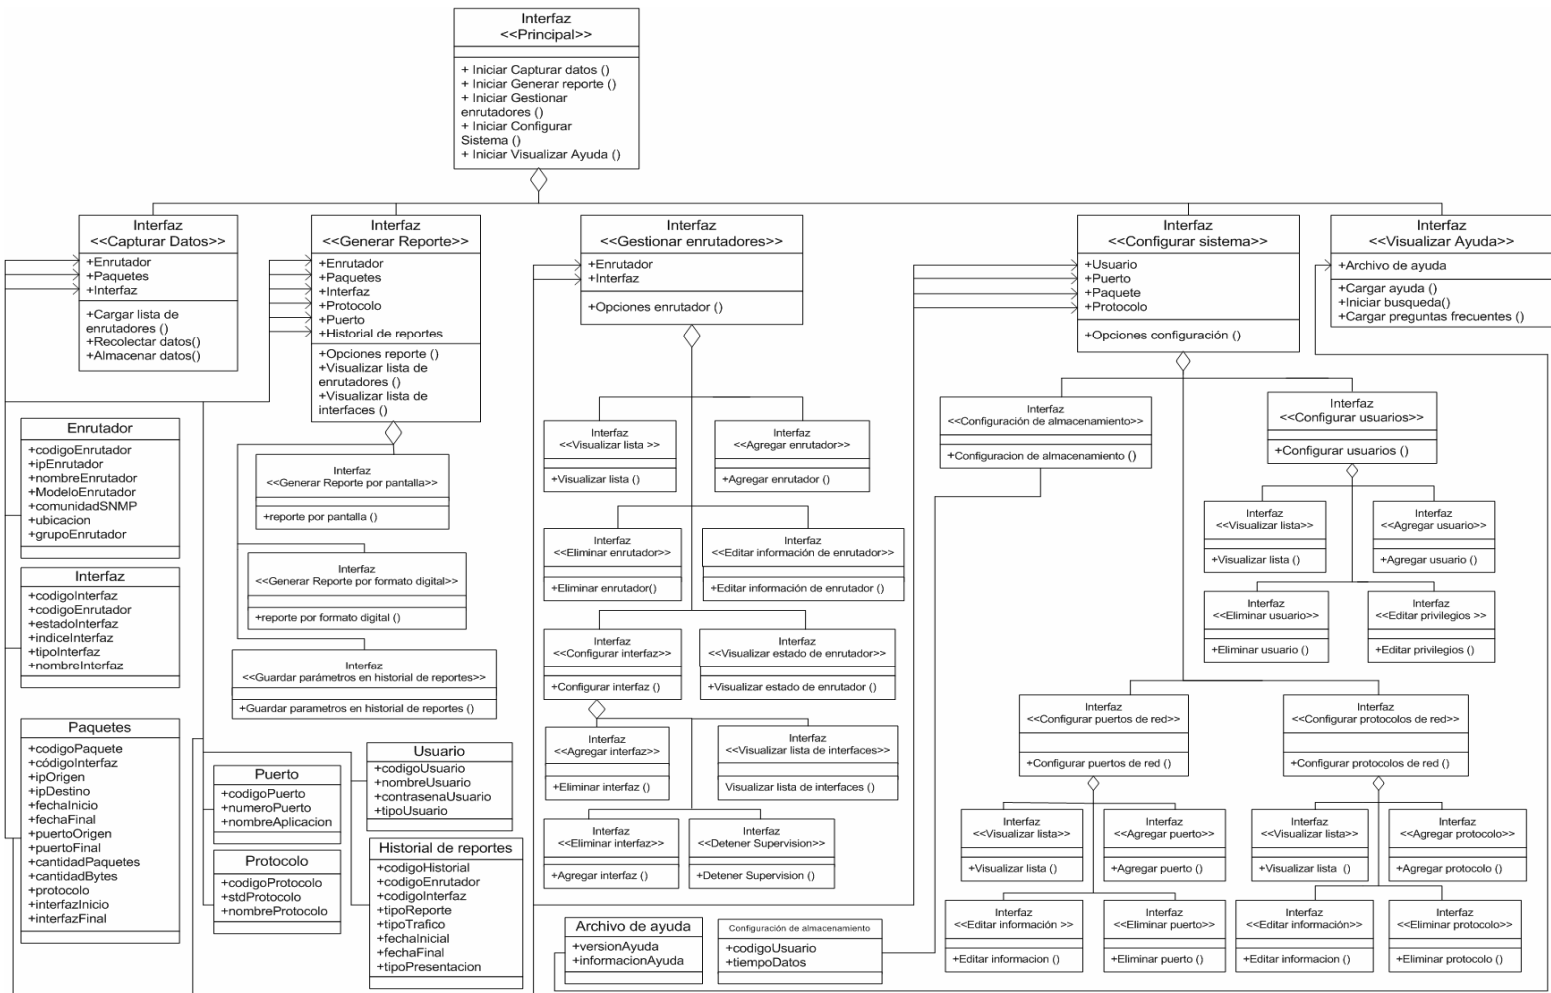 Interfaz
<<Principal>>
+ Iniciar Capturar datos ()
+ Iniciar Generar reporte ()
+ Iniciar Gestionar
enrutadores ()
+ Iniciar Configurar
Sistema ()
+ Iniciar Visualizar Ayuda ()
Interfaz
<<Capturar Datos>>
+Enrutador
+Paquetes
+Interfaz
+Cargar lista de
enrutadores ()
+Recolectar datos()
+Almacenar datos()
Interfaz
<<Generar Reporte>>
+Enrutador
+Paquetes
+Interfaz
+Protocolo
+Puerto
+Historial de reportes
+Opciones reporte ()
+Visualizar lista de
enrutadores ()
+Visualizar lista de
interfaces ()
Interfaz
<<Gestionar enrutadores>>
+Enrutador
+Interfaz
+Opciones enrutador ()
Interfaz
<<Configurar sistema>>
+Usuario
+Puerto
+Paquete
+Protocolo
+Opciones configuración ()
Interfaz
<<Visualizar Ayuda>>
+Archivo de ayuda
+Cargar ayuda ()
+Iniciar busqueda()
+Cargar preguntas frecuentes ()
Enrutador
+codigoEnrutador
+ipEnrutador
+nombreEnrutador
+ModeloEnrutador
+comunidadSNMP
+ubicacion
+grupoEnrutador
Interfaz
+codigoInterfaz
+codigoEnrutador
+estadoInterfaz
+indiceInterfaz
+tipoInterfaz
+nombroInterfaz
Paquetes
+codigoPaquete
+códigoInterfaz
+ipOrigen
+ipDestino
+fechaInicio
+fechaFinal
+puertoOrigen
+puertoFinal
+cantidadPaquetes
+cantidadBytes
+protocolo
+interfazInicio
+interfazFinal
Interfaz
<<Generar Reporte por pantalla>>
+reporte por pantalla ()
Interfaz
<<Generar Reporte por formato digital>>
+reporte por formato digital ()
Interfaz
<<Guardar parámetros en historial de reportes>>
+Guardar parametros en historial de reportes ()
Puerto
+codigoPuerto
+numeroPuerto
+nombreAplicacion
Protocolo
+codigoProtocolo
+stdProtocolo
+nombreProtocolo
Usuario
+codigoUsuario
+nombreUsuario
+contrasenaUsuario
+tipoUsuario
Historial de reportes
+codigoHistorial
+codigoEnrutador
+codigoInterfaz
+tipoReporte
+tipoTrafico
+fechaInicial
+fechaFinal
+tipoPresentacion
Interfaz
<<Visualizar lista >>
+Visualizar lista ()
Interfaz
<<Agregar enrutador>>
+Agregar enrutador ()
Interfaz
<<Eliminar enrutador>>
+Eliminar enrutador()
Interfaz
<<Editar información de enrutador>>
+Editar información de enrutador ()
Interfaz
<<Configurar interfaz>>
+Configurar interfaz ()
Interfaz
<<Visualizar estado de enrutador>>
+Visualizar estado de enrutador ()
Interfaz
<<Agregar interfaz>>
+Eliminar interfaz ()
Interfaz
<<Visualizar lista de interfaces>>
Visualizar lista de interfaces ()
Interfaz
<<Eliminar interfaz>>
+Agregar interfaz ()
Interfaz
<<Detener Supervision>>
+Detener Supervision ()
Archivo de ayuda
+versionAyuda
+informacionAyuda
Configuración de almacenamiento
+codigoUsuario
+tiempoDatos
Interfaz
<<Configuración de almacenamiento>>
+Configuracion de almacenamiento ()
Interfaz
<<Configurar usuarios>>
+Configurar usuarios ()
Interfaz
<<Visualizar lista>>
+Visualizar lista ()
Interfaz
<<Agregar usuario>>
+Agregar usuario ()
Interfaz
<<Eliminar usuario>>
+Eliminar usuario ()
Interfaz
<<Editar privilegios >>
+Editar privilegios ()
Interfaz
<<Configurar puertos de red>>
+Configurar puertos de red ()
Interfaz
<<Configurar protocolos de red>>
+Configurar protocolos de red ()
Interfaz
<<Visualizar lista>>
+Visualizar lista ()
Interfaz
<<Agregar puerto>>
+Agregar puerto ()
Interfaz
<<Visualizar lista>>
+Visualizar lista ()
Interfaz
<<Agregar protocolo>>
+Agregar protocolo ()
Interfaz
<<Editar información >>
+Editar informacion ()
Interfaz
<<Eliminar puerto>>
+Eliminar puerto ()
Interfaz
<<Editar información>>
+Editar informacion ()
Interfaz
<<Eliminar protocolo>>
+Eliminar protocolo ()